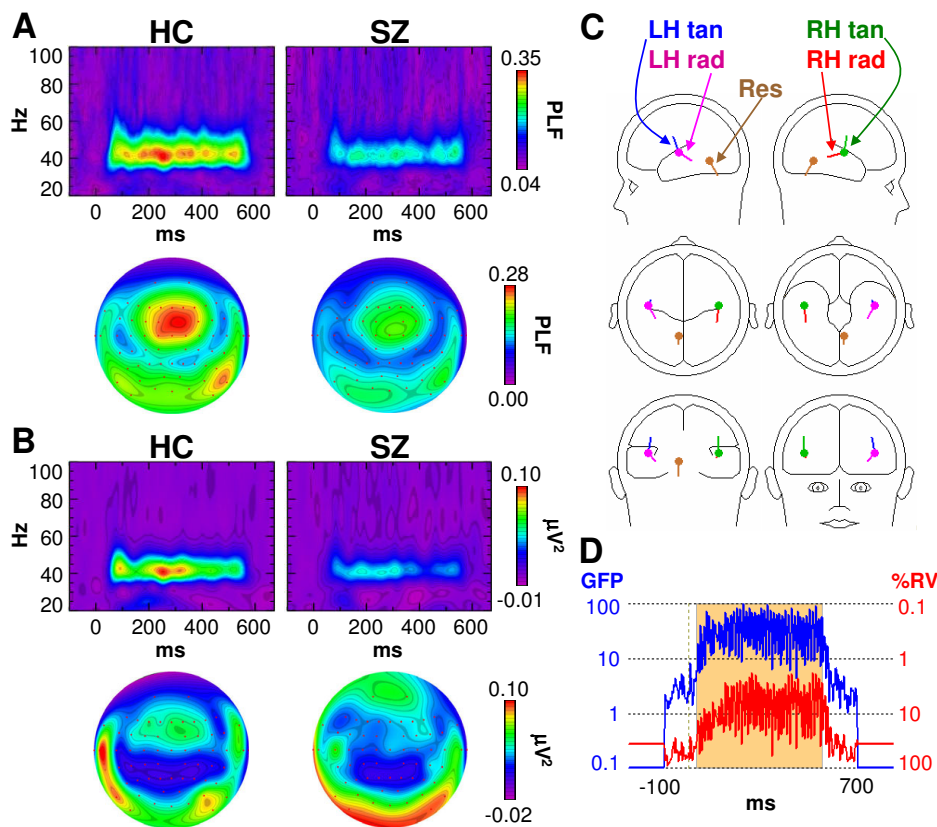 A
HC
SZ
100
80
60
40
20
Hz
0 200 400 600
ms
0 200 400 600
ms
0.35
PLF
0.04
0.28
PLF
0.00
B
HC
SZ
100
80
60
40
20
Hz
0 200 400 600
ms
0 200 400 600
ms
0.10
µV²
-0.01
0.10
µV²
-0.02
C
LH tan
LH rad
Res
RH tan
RH rad
D
GFP
%RV
100
10
1
0.1
0.1
1
10
100
-100
700
ms